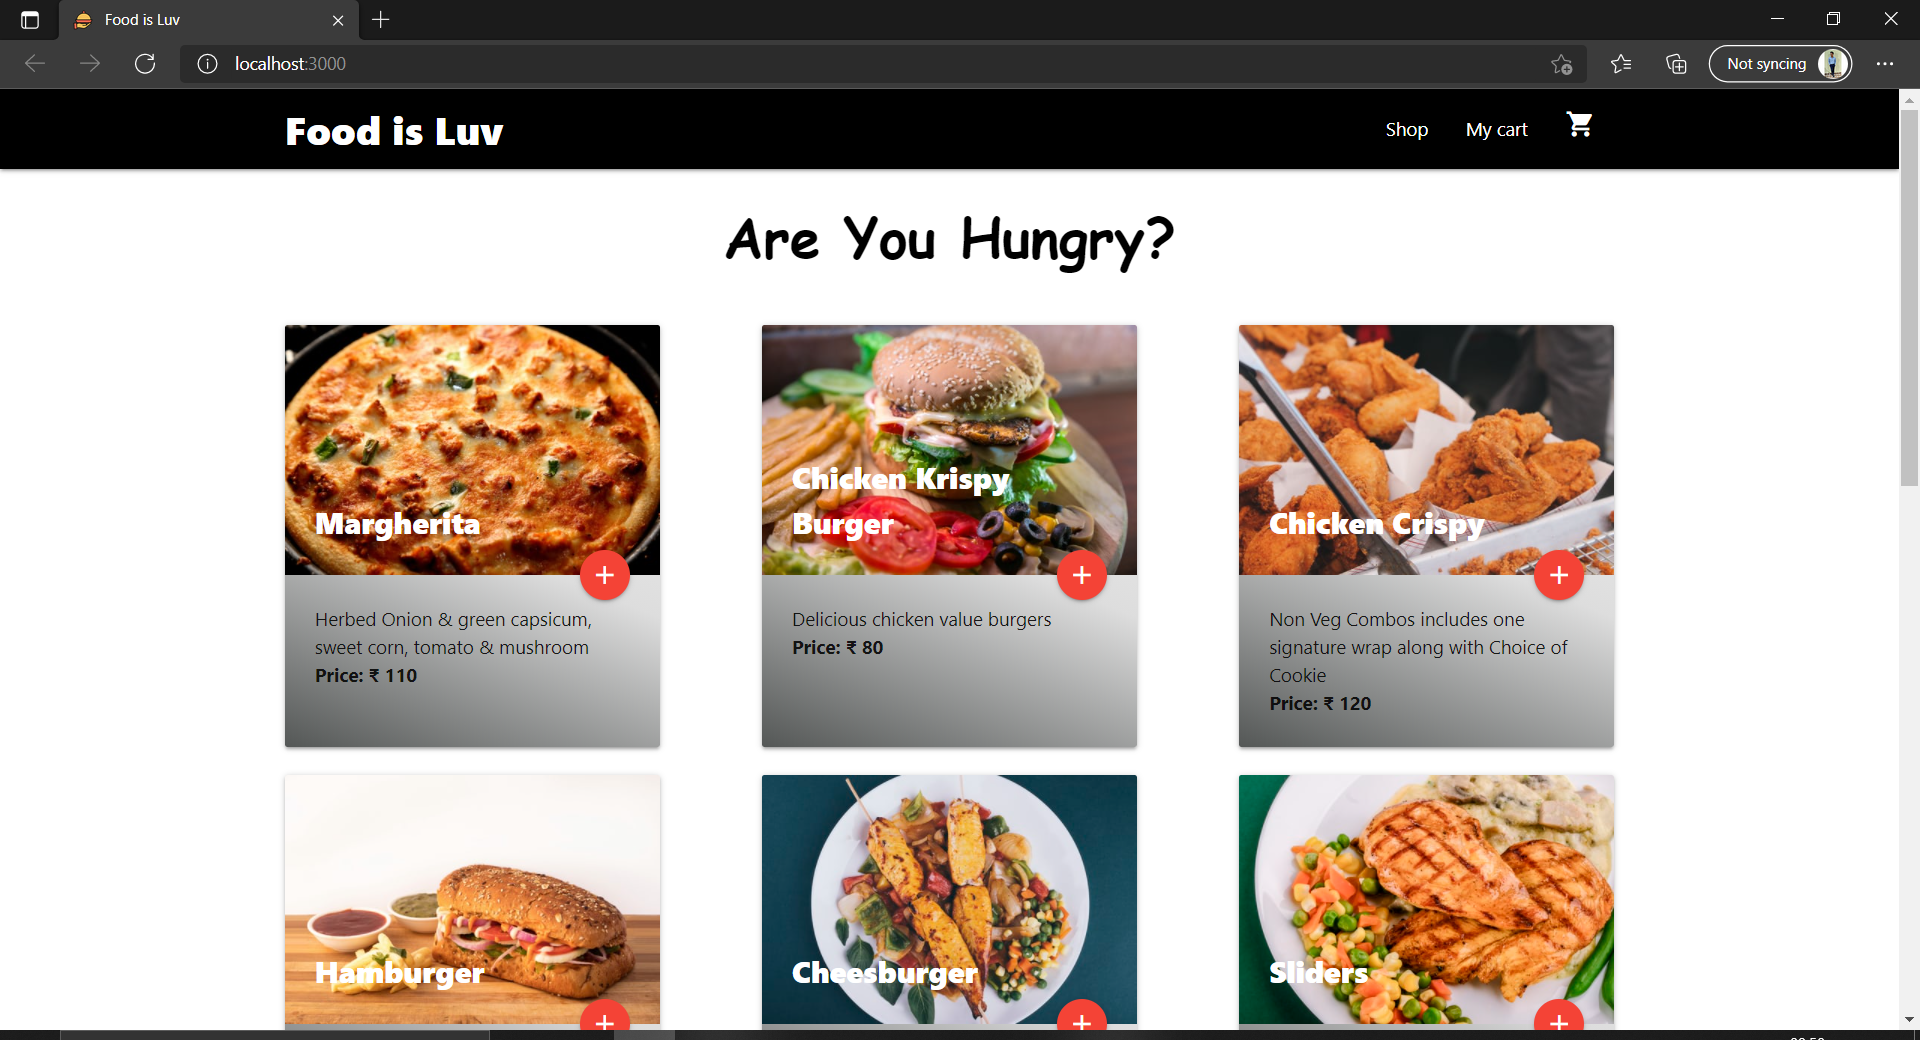 Food is Luv
localhost:3000
Not syncing
Food is Luv
Shop
My cart
Are You Hungry?
Margherita
Herbed Onion & green capsicum,
sweet corn, tomato & mushroom
Price: ₹ 110
Chicken Krispy
Burger
Delicious chicken value burgers
Price: ₹ 80
Chicken Crispy
Non Veg Combos includes one
signature wrap along with Choice of
Cookie
Price: ₹ 120
Hamburger
Cheesburger
Sliders